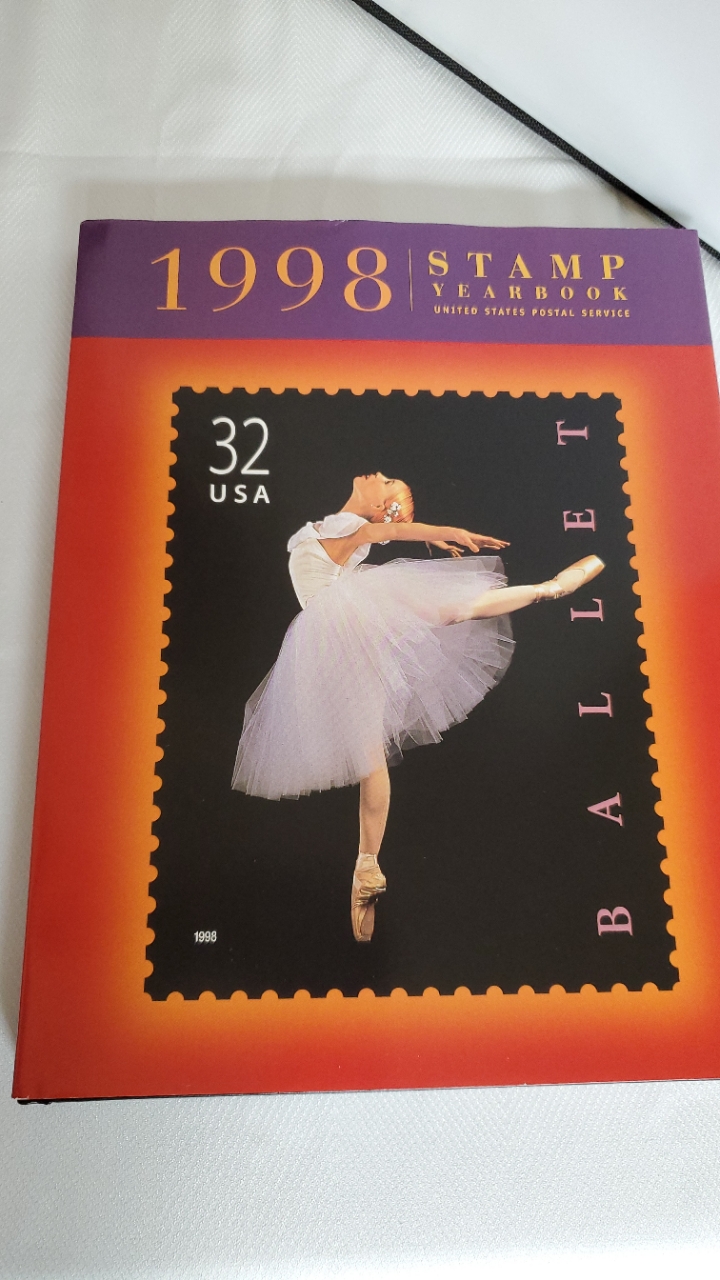 1998
STAMP
YEARBOOK
UNITED STATES POSTAL SERVICE
32
USA
BALLET
1998